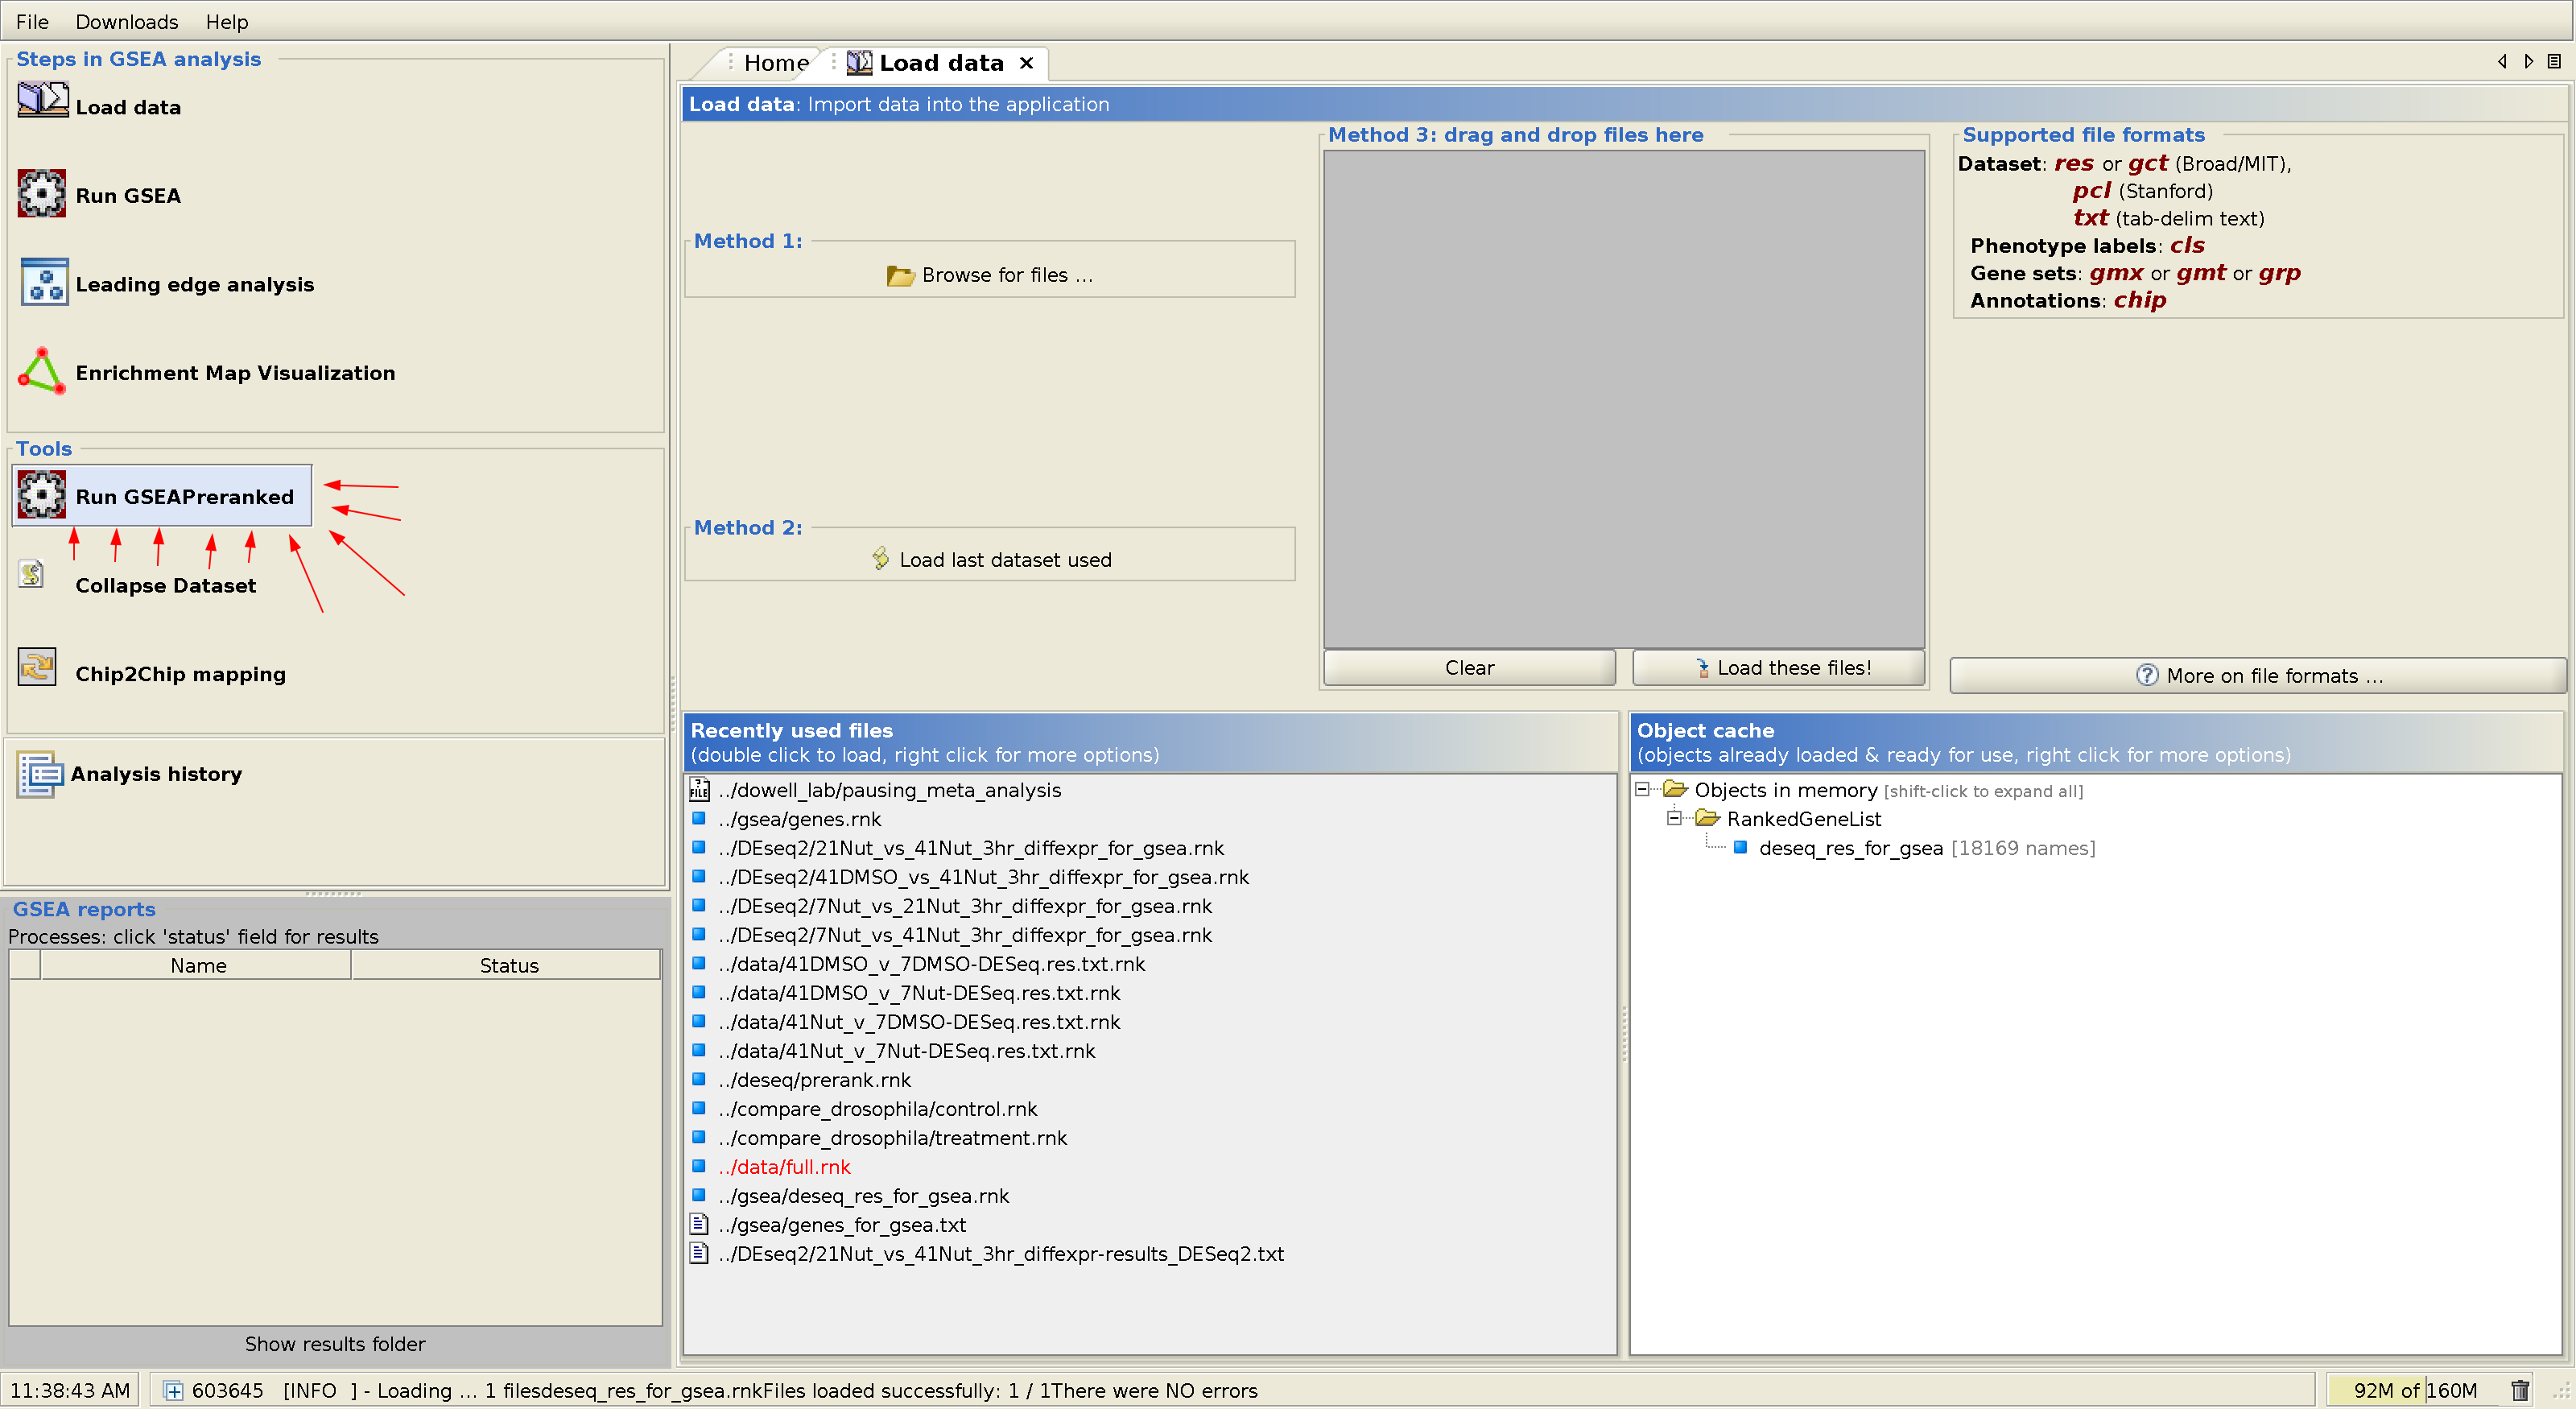 File Downloads Help
Steps in GSEA analysis
Load data
Run GSEA
Leading edge analysis
Enrichment Map Visualization
Tools
Run GSEAPreranked
Collapse Dataset
Chip2Chip mapping
Analysis history
GSEA reports
Processes: click 'status' field for results
Name Status
Show results folder
Home Load data
Load data: Import data into the application
Method 1:
Browse for files ...
Method 2:
Load last dataset used
Method 3: drag and drop files here
Clear Load these files!
Supported file formats
Dataset: res or gct (Broad/MIT),
pcl (Stanford)
txt (tab-delim text)
Phenotype labels: cls
Gene sets: gmx or gmt or grp
Annotations: chip
More on file formats ...
Recently used files
(double click to load, right click for more options)
FILE ../dowell_lab/pausing_meta_analysis
../gsea/genes.rnk
../DEseq2/21Nut_vs_41Nut_3hr_diffexpr_for_gsea.rnk
../DEseq2/41DMSO_vs_41Nut_3hr_diffexpr_for_gsea.rnk
../DEseq2/7Nut_vs_21Nut_3hr_diffexpr_for_gsea.rnk
../DEseq2/7Nut_vs_41Nut_3hr_diffexpr_for_gsea.rnk
../data/41DMSO_v_7DMSO-DESeq.res.txt.rnk
../data/41DMSO_v_7Nut-DESeq.res.txt.rnk
../data/41Nut_v_7DMSO-DESeq.res.txt.rnk
../data/41Nut_v_7Nut-DESeq.res.txt.rnk
../deseq/prerank.rnk
../compare_drosophila/control.rnk
../compare_drosophila/treatment.rnk
../data/full.rnk
../gsea/deseq_res_for_gsea.rnk
../gsea/genes_for_gsea.txt
../DEseq2/21Nut_vs_41Nut_3hr_diffexpr-results_DESeq2.txt
Object cache
(objects already loaded & ready for use, right click for more options)
Objects in memory [shift-click to expand all]
RankedGeneList
deseq_res_for_gsea [18169 names]
11:38:43 AM 603645 [INFO ] - Loading ... 1 filesdeseq_res_for_gsea.rnkFiles loaded successfully: 1 / 1There were NO errors 92M of 160M